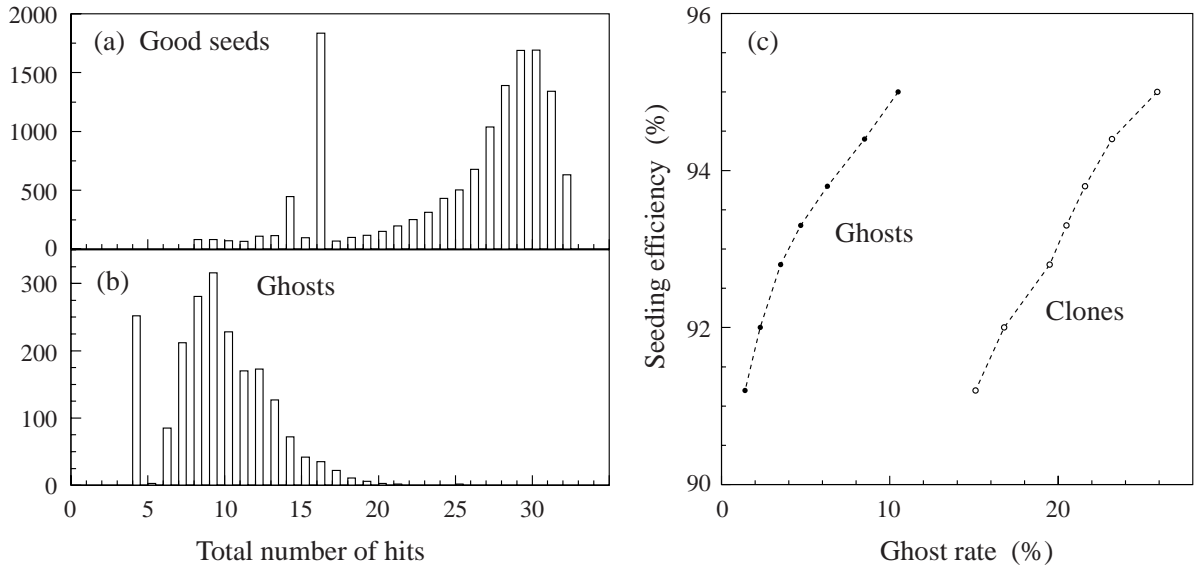 (a) Good seeds
2000
1500
1000
500
0
(b) Ghosts
300
200
100
0
0 5 10 15 20 25 30
Total number of hits
(c)
96
94
92
90
Seeding efficiency (%)
Ghosts
Clones
0 10 20
Ghost rate (%)